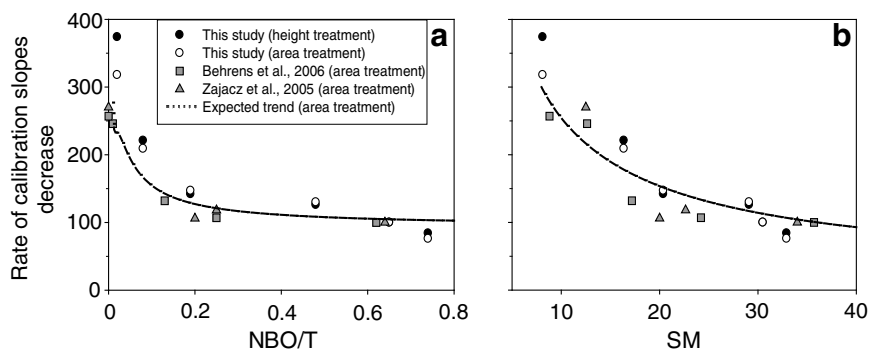 Rate of calibration slopes
decrease
400
300
200
100
0
This study (height treatment)
This study (area treatment)
Behrens et al., 2006 (area treatment)
Zajacz et al., 2005 (area treatment)
Expected trend (area treatment)
a
0 0.2 0.4 0.6 0.8
NBO/T
b
10 20 30 40
SM